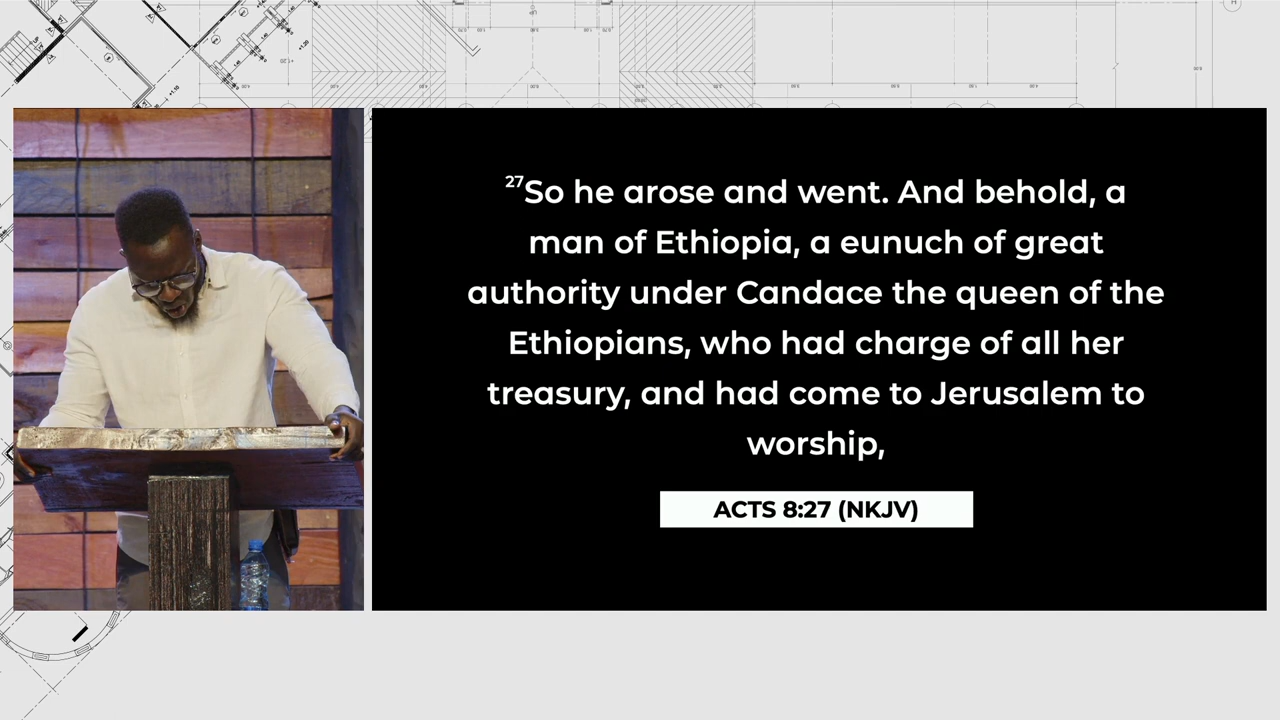 27So he arose and went. And behold, a
man of Ethiopia, a eunuch of great
authority under Candace the queen of the
Ethiopians, who had charge of all her
treasury, and had come to Jerusalem to
worship,
ACTS 8:27 (NKJV)